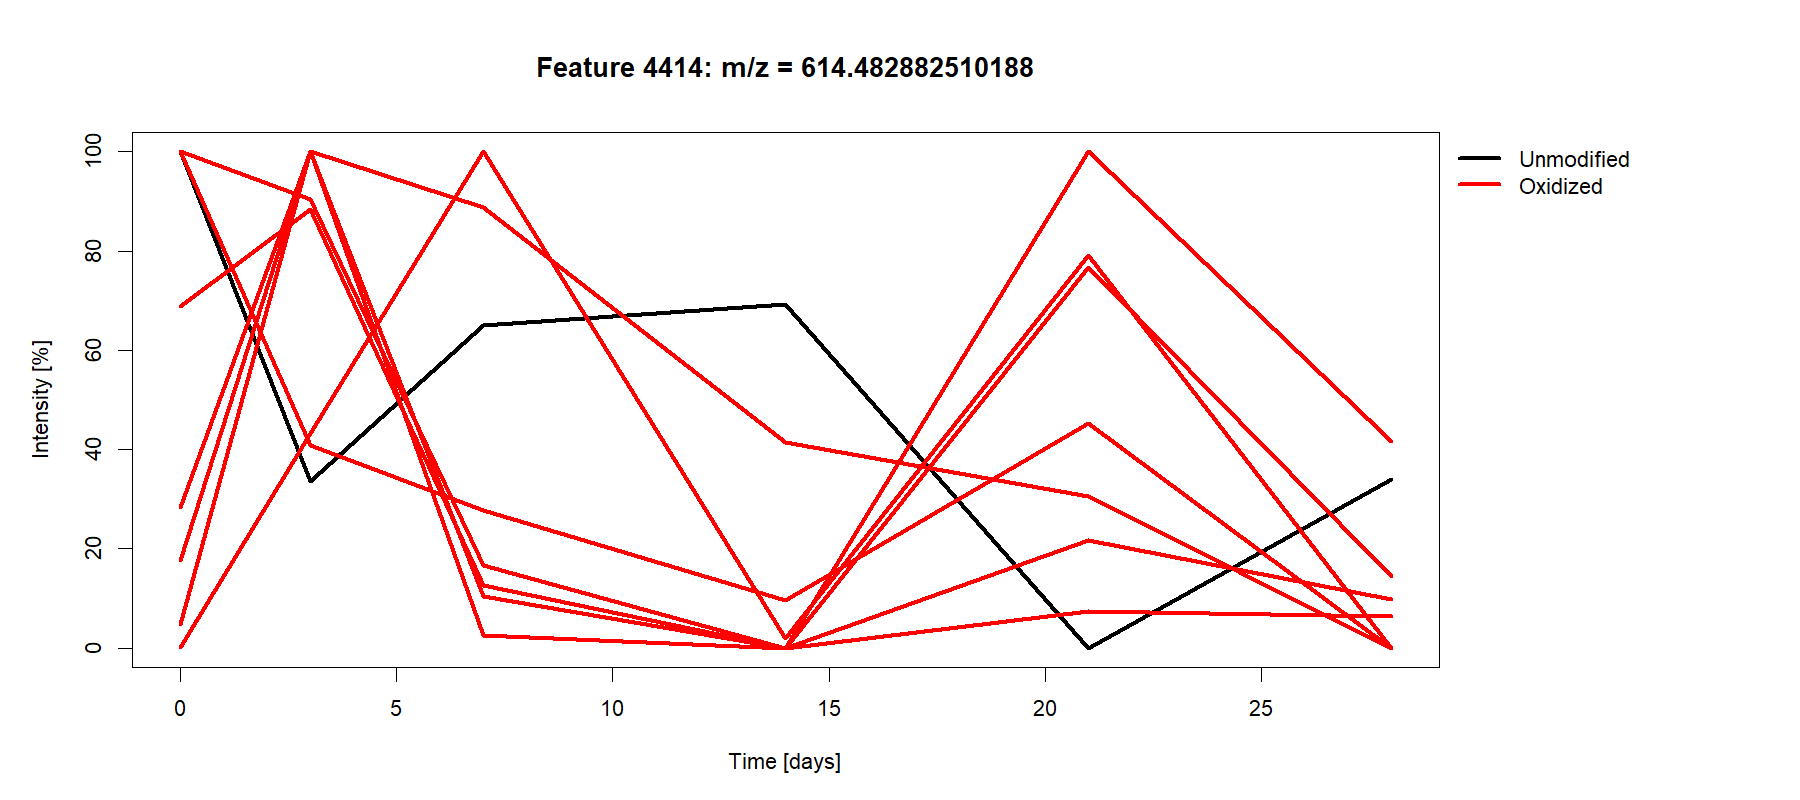 Feature 4414: m/z = 614.482882510188
Unmodified
Oxidized
Intensity [%]
100
80
60
40
20
0
0 5 10 15 20 25
Time [days]